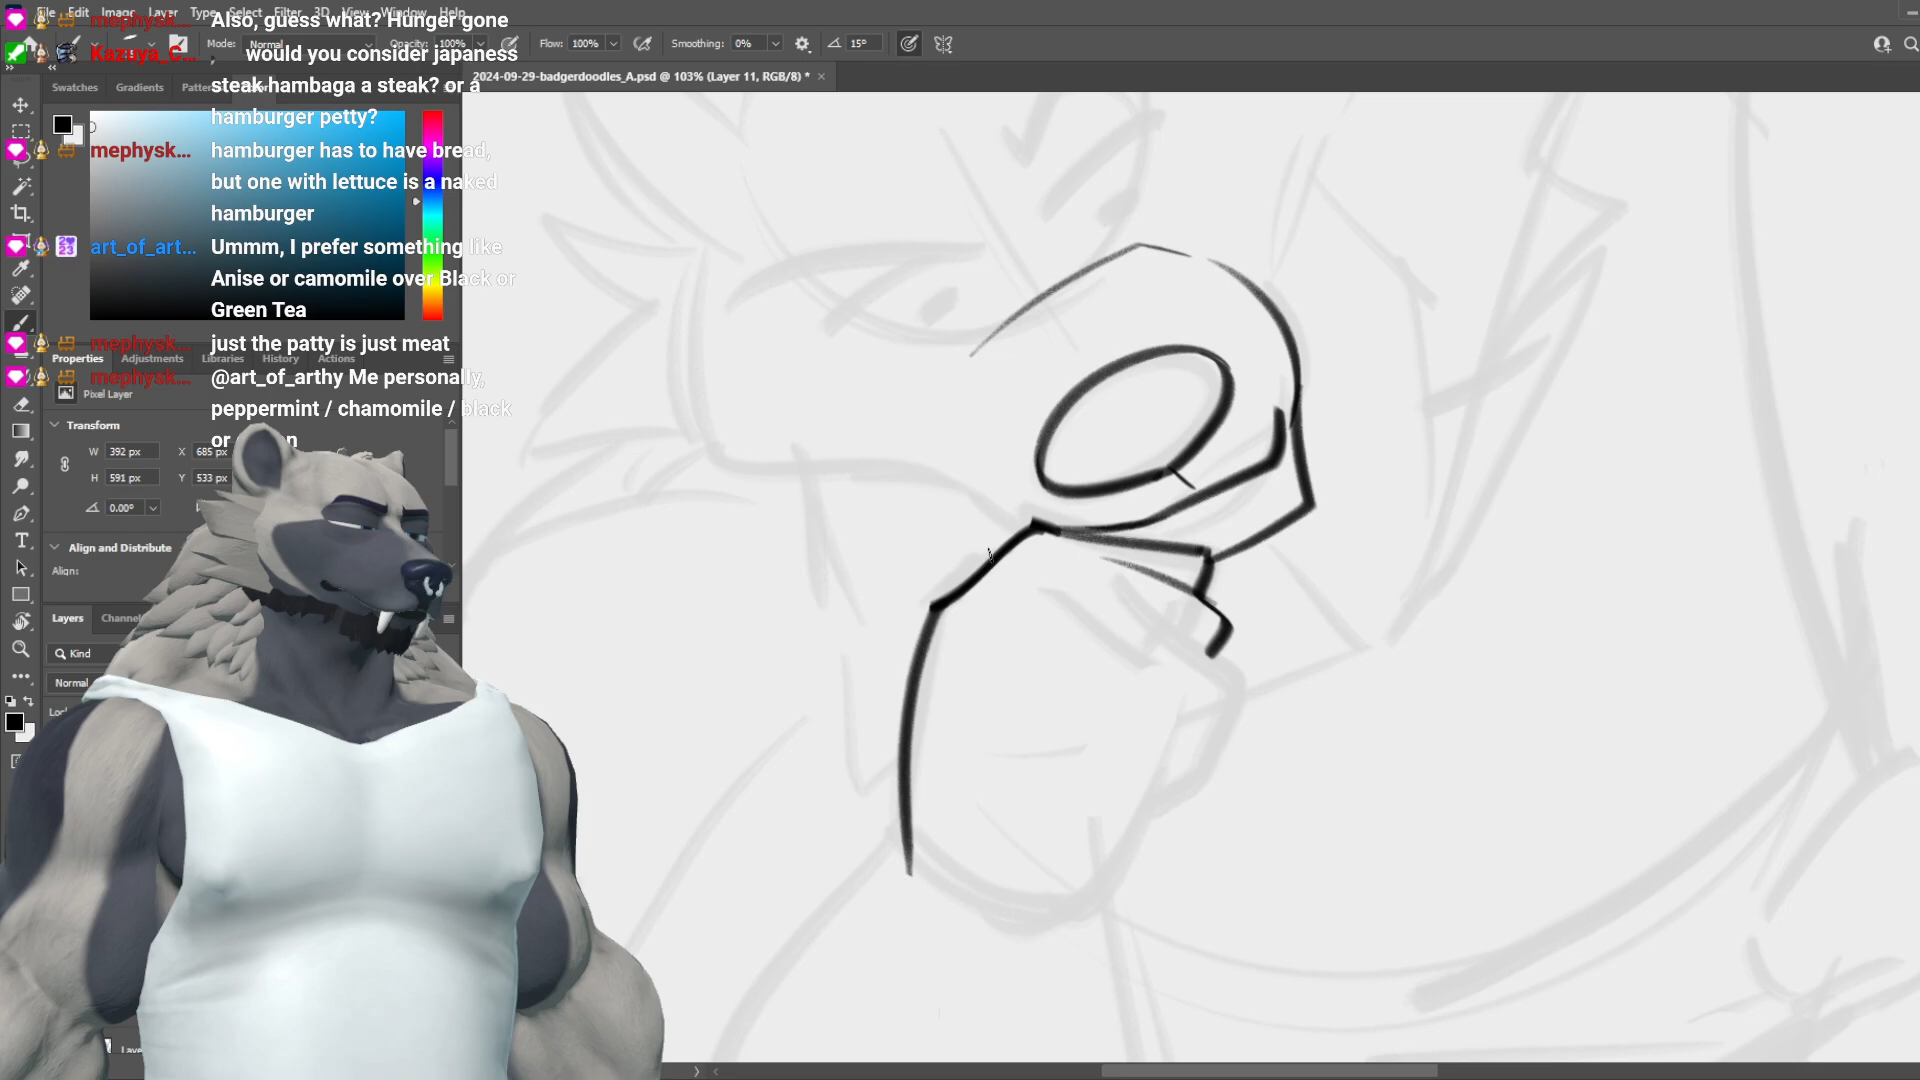 File Edit Image Layer Type Select Filter 3D View Window Help
mephysk... Also, guess what? Hunger gone
Mode: Normal Opacity: 100% Flow: 100% Smoothing: 0% 15°
Kazuya_C... , would you consider japaness
steak hambaga a steak? or a
hamburger petty?
2024-09-29-badgerdoodles_A.psd @ 103% (Layer 11, RGB/8) *
Swatches Gradients
mephysk... hamburger has to have bread,
but one with lettuce is a naked
hamburger
art_of_art... Ummm, I prefer something like
Anise or camomile over Black or
Green Tea
mephysk... just the patty is just meat
Properties Adjustments Libraries History Actions
mephysk... @art_of_arthy Me personally,
peppermint / chamomile / black
or
Pixel Layer
Transform
W 392 px X 685 px
H 591 px Y 533 px
0.00°
Align and Distribute
Align:
Layers
Kind
Normal